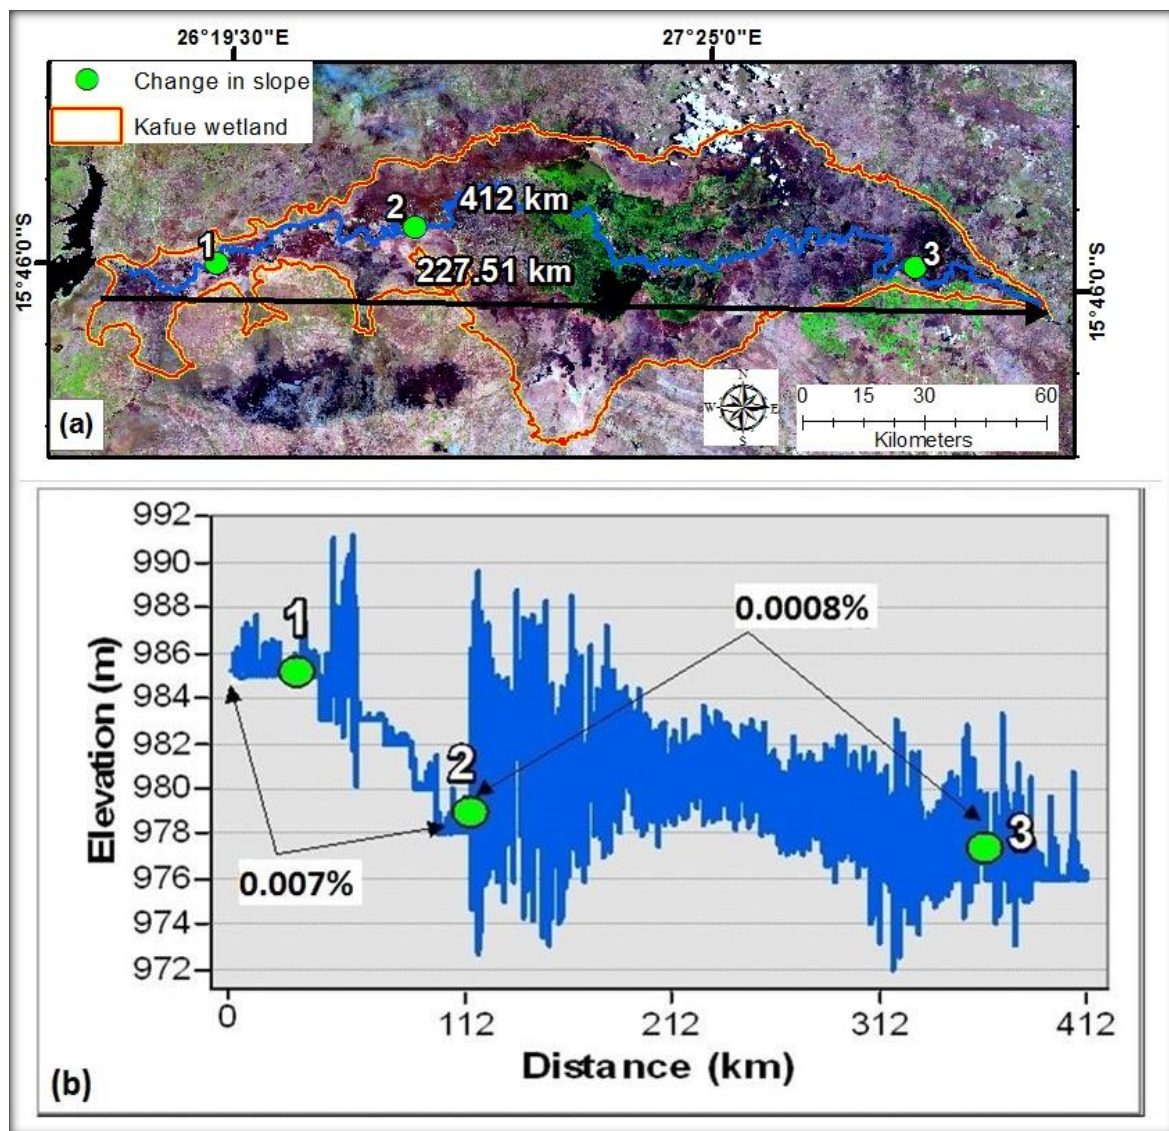 26°19'30"E
27°25'0"E
Change in slope
Kafue wetland
15°46'0"S
15°46'0"S
1
2
412 km
227.51 km
3
N
W
E
S
0 15 30 60
Kilometers
(a)
992
990
988
986
984
982
980
978
976
974
972
Elevation (m)
1
2
3
0.0008%
0.007%
0
112
212
312
412
Distance (km)
(b)